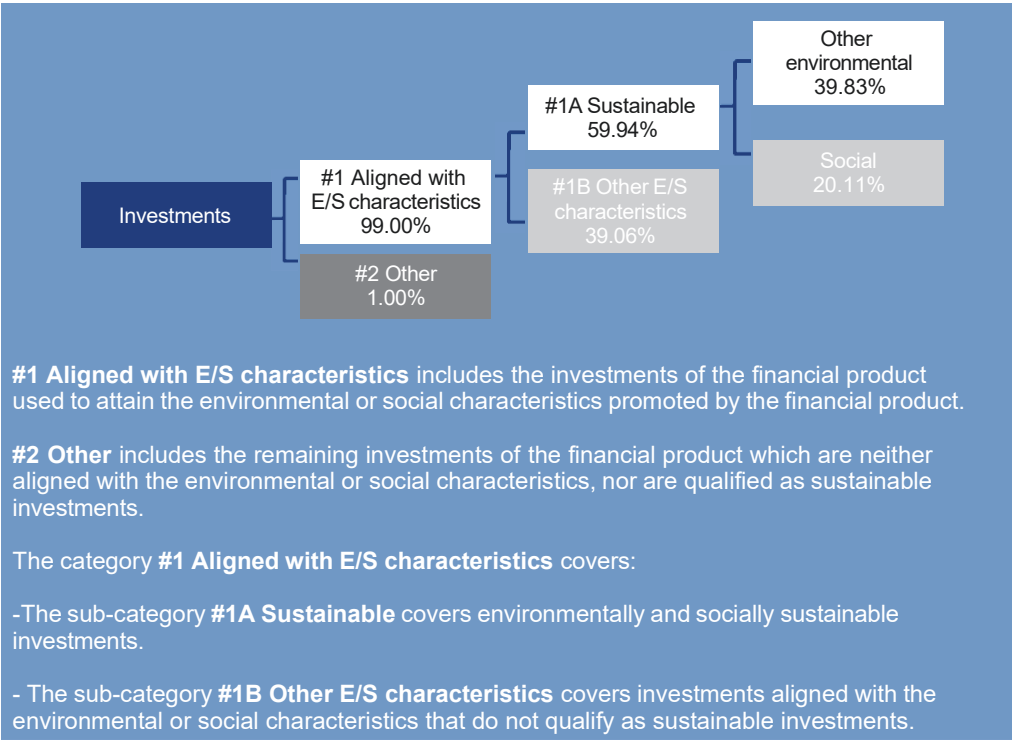 Investments
#1 Aligned with
E/S characteristics
99.00%
#2 Other
1.00%
#1A Sustainable
59.94%
#1B Other E/S
characteristics
39.06%
Other
environmental
39.83%
Social
20.11%
#1 Aligned with E/S characteristics includes the investments of the financial product
used to attain the environmental or social characteristics promoted by the financial product.
#2 Other includes the remaining investments of the financial product which are neither
aligned with the environmental or social characteristics, nor are qualified as sustainable
investments.
The category #1 Aligned with E/S characteristics covers:
-The sub-category #1A Sustainable covers environmentally and socially sustainable
investments.
- The sub-category #1B Other E/S characteristics covers investments aligned with the
environmental or social characteristics that do not qualify as sustainable investments.